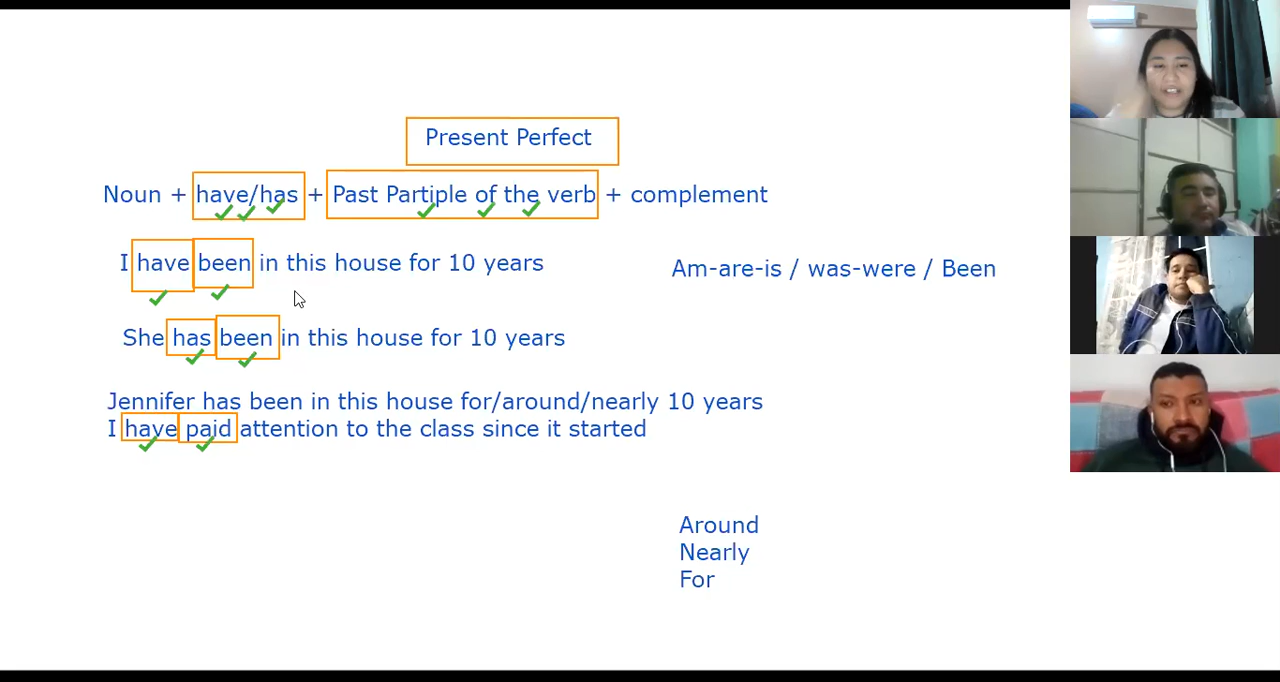 Present Perfect
Noun + have/has + Past Partiple of the verb + complement
I have been in this house for 10 years
Am-are-is / was-were / Been
She has been in this house for 10 years
Jennifer has been in this house for/around/nearly 10 years
I have paid attention to the class since it started
Around
Nearly
For